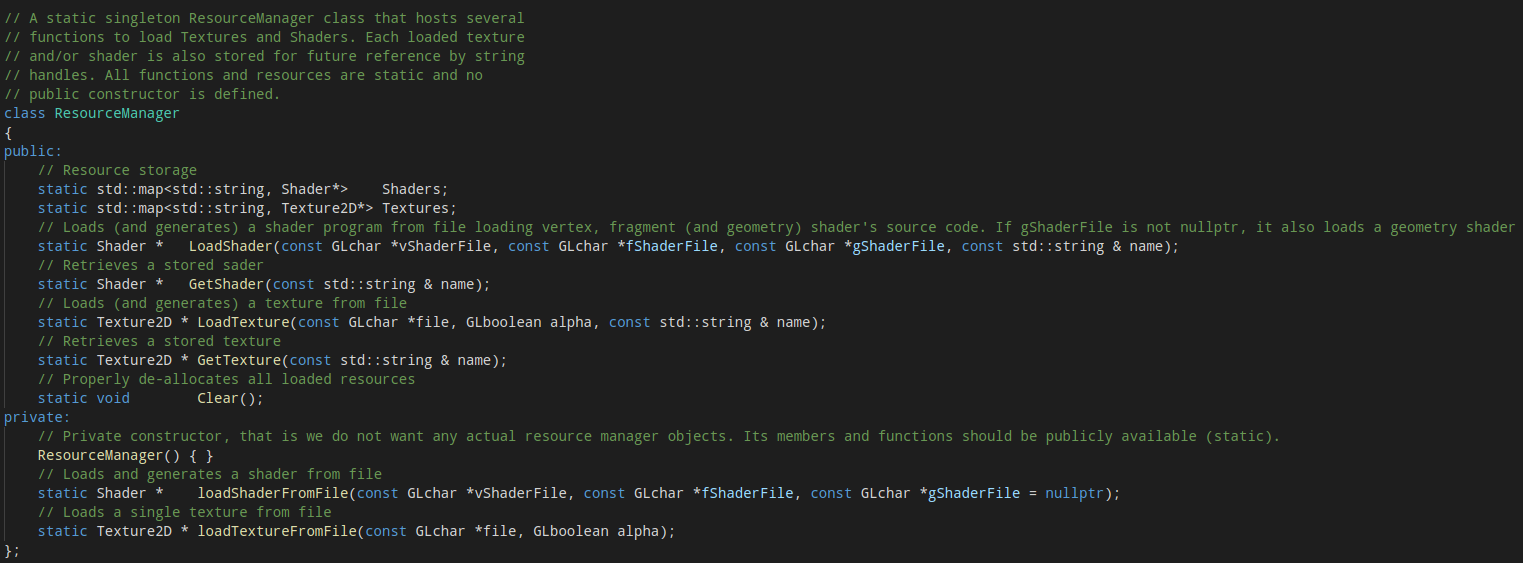 // A static singleton ResourceManager class that hosts several
// functions to load Textures and Shaders. Each loaded texture
// and/or shader is also stored for future reference by string
// handles. All functions and resources are static and no
// public constructor is defined.
class ResourceManager
{
public:
    // Resource storage
    static std::map<std::string, Shader*>    Shaders;
    static std::map<std::string, Texture2D*> Textures;
    // Loads (and generates) a shader program from file loading vertex, fragment (and geometry) shader's source code. If gShaderFile is not nullptr, it also loads a geometry shader
    static Shader *   LoadShader(const GLchar *vShaderFile, const GLchar *fShaderFile, const GLchar *gShaderFile, const std::string & name);
    // Retrieves a stored sader
    static Shader *   GetShader(const std::string & name);
    // Loads (and generates) a texture from file
    static Texture2D * LoadTexture(const GLchar *file, GLboolean alpha, const std::string & name);
    // Retrieves a stored texture
    static Texture2D * GetTexture(const std::string & name);
    // Properly de-allocates all loaded resources
    static void        Clear();
private:
    // Private constructor, that is we do not want any actual resource manager objects. Its members and functions should be publicly available (static).
    ResourceManager() { }
    // Loads and generates a shader from file
    static Shader *    loadShaderFromFile(const GLchar *vShaderFile, const GLchar *fShaderFile, const GLchar *gShaderFile = nullptr);
    // Loads a single texture from file
    static Texture2D * loadTextureFromFile(const GLchar *file, GLboolean alpha);
};